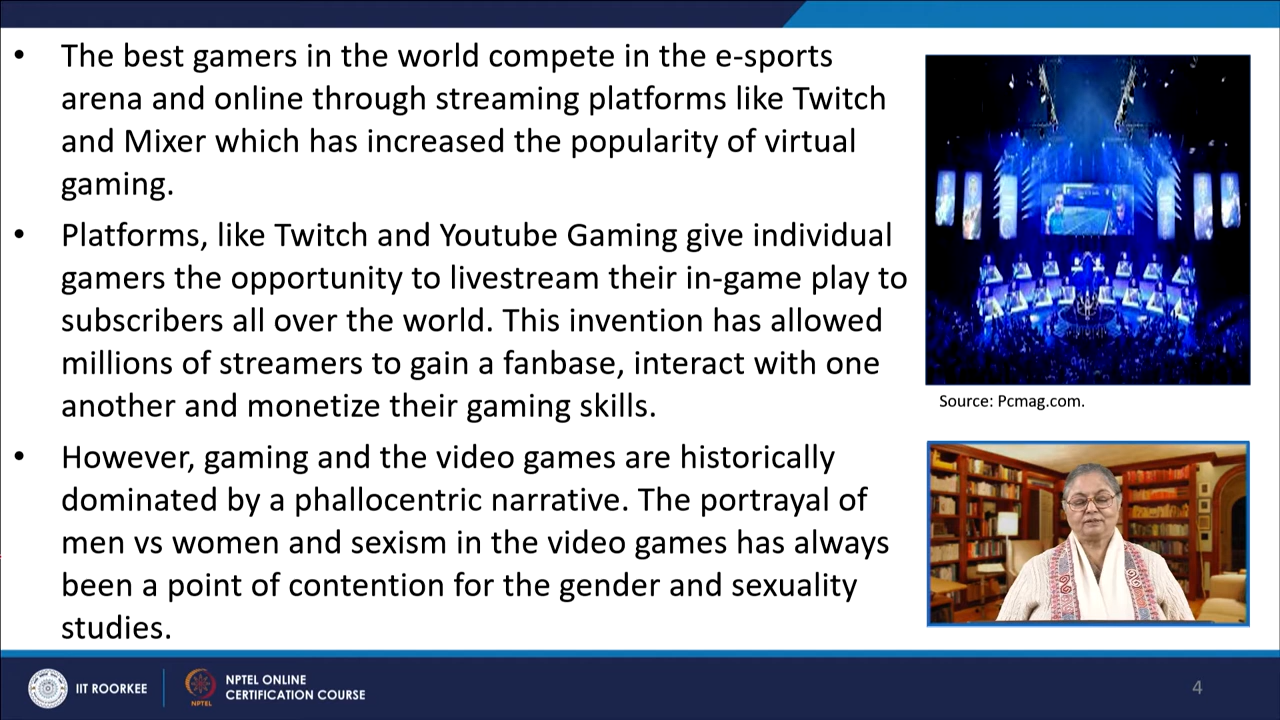 • The best gamers in the world compete in the e-sports
arena and online through streaming platforms like Twitch
and Mixer which has increased the popularity of virtual
gaming.
• Platforms, like Twitch and Youtube Gaming give individual
gamers the opportunity to livestream their in-game play to
subscribers all over the world. This invention has allowed
millions of streamers to gain a fanbase, interact with one
another and monetize their gaming skills.
• However, gaming and the video games are historically
dominated by a phallocentric narrative. The portrayal of
men vs women and sexism in the video games has always
been a point of contention for the gender and sexuality
studies.
Source: Pcmag.com.
IIT ROORKEE
NPTEL
NPTEL ONLINE
CERTIFICATION COURSE
4